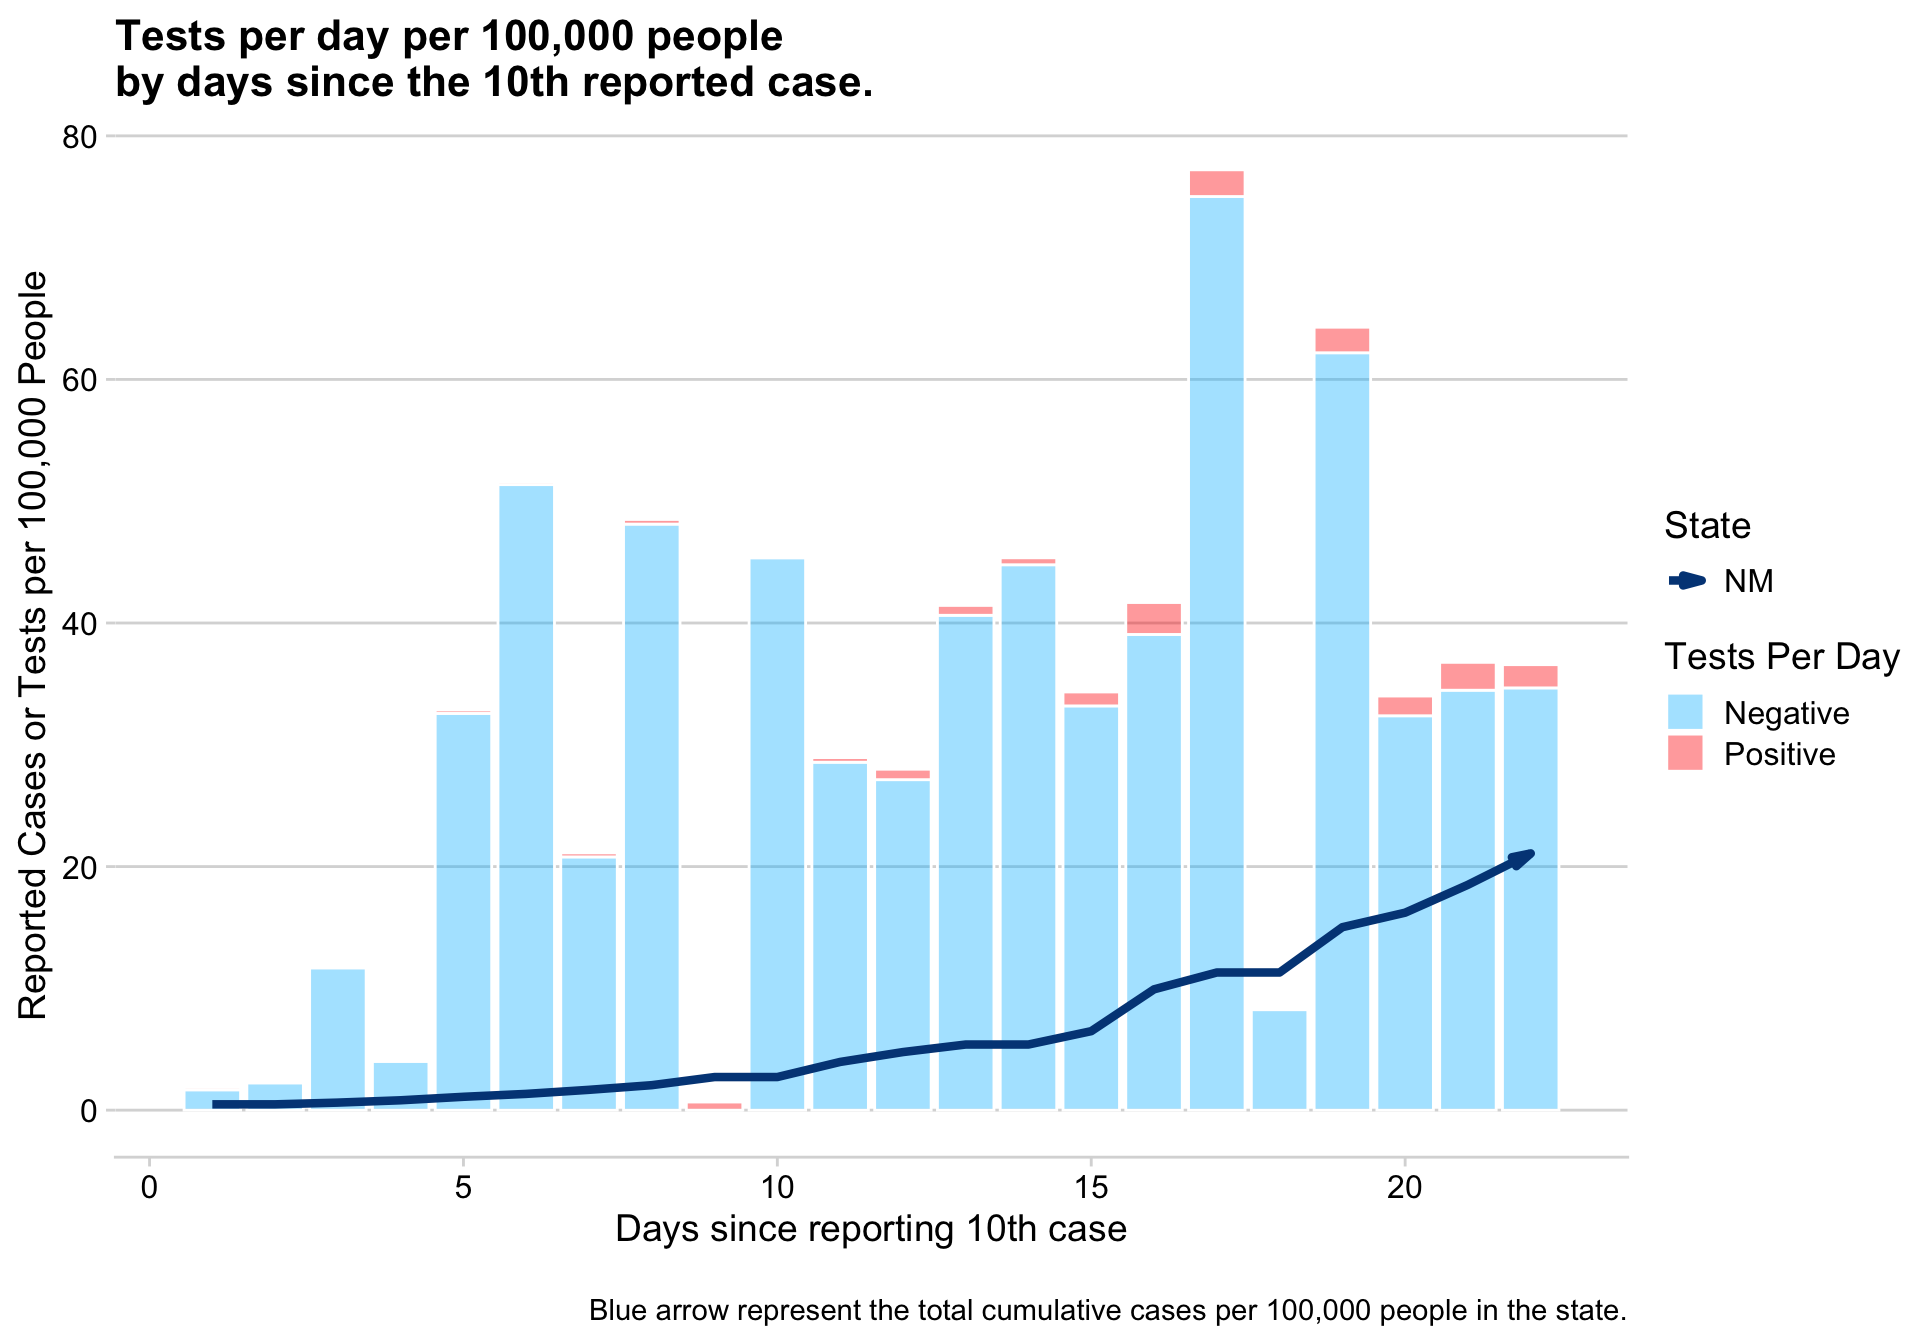 Tests per day per 100,000 people
by days since the 10th reported case.
Reported Cases or Tests per 100,000 People
80
60
40
20
0
0
5
10
15
20
Days since reporting 10th case
State
NM
Tests Per Day
Negative
Positive
Blue arrow represent the total cumulative cases per 100,000 people in the state.